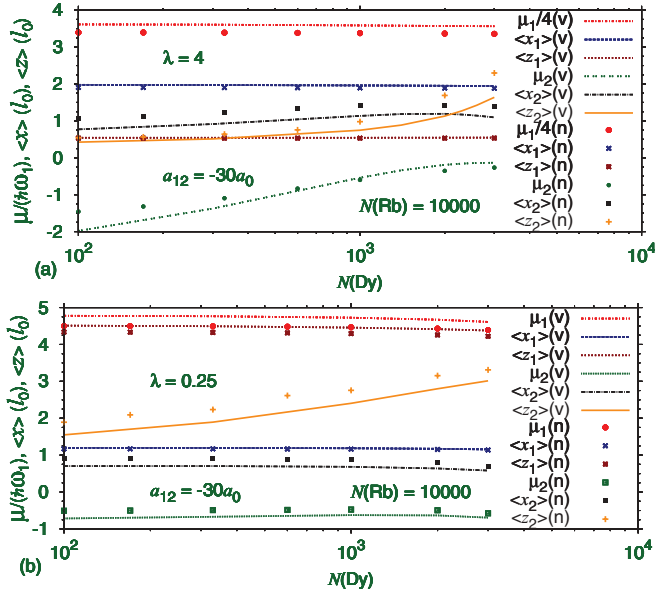 μ/(ℏω₁), <x> (l₀), <z> (l₀)
4
3
2
1
0
-1
-2
λ = 4
a₁₂ = -30a₀
N(Rb) = 10000
μ₁/4(v)
<x₁>(v)
<z₁>(v)
μ₂(v)
<x₂>(v)
<z₂>(v)
μ₁/4(n)
<x₁>(n)
<z₁>(n)
μ₂(n)
<x₂>(n)
<z₂>(n)
10² 10³ 10⁴
(a)
N(Dy)
μ/(ℏω₁), <x> (l₀), <z> (l₀)
5
4
3
2
1
0
-1
λ = 0.25
a₁₂ = -30a₀
N(Rb) = 10000
μ₁(v)
<x₁>(v)
<z₁>(v)
μ₂(v)
<x₂>(v)
<z₂>(v)
μ₁(n)
<x₁>(n)
<z₁>(n)
μ₂(n)
<x₂>(n)
<z₂>(n)
10² 10³ 10⁴
(b)
N(Dy)